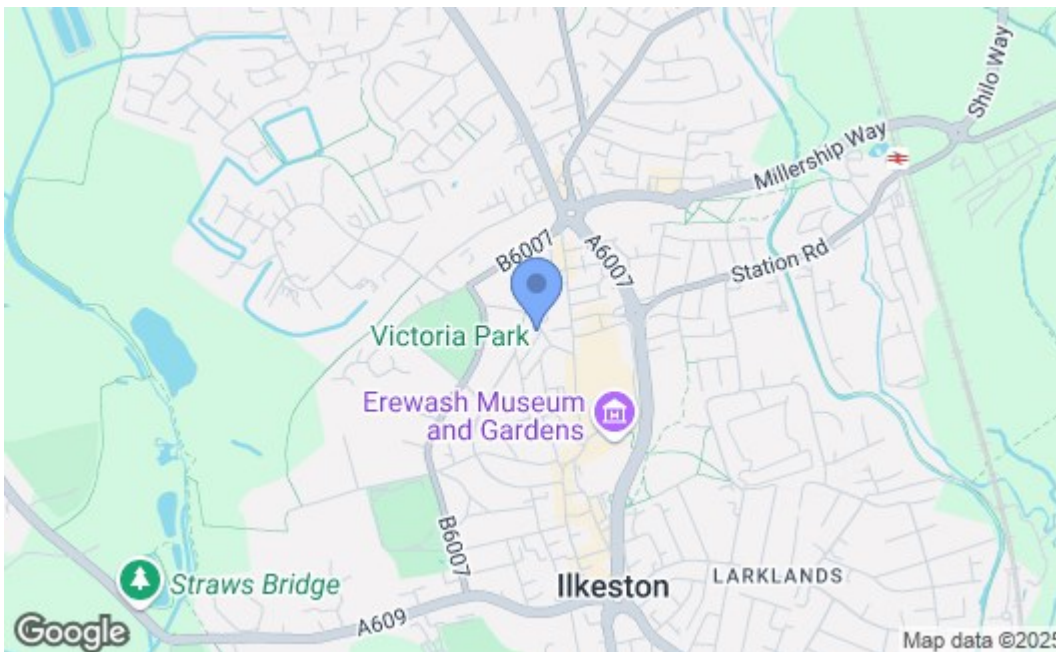 Shilo Way
Millership Way
B6007
A6007
Station Rd
Victoria Park
Erewash Museum
and Gardens
B6007
Ilkeston
LARKLANDS
Straws Bridge
A609
Google
Map data ©2025